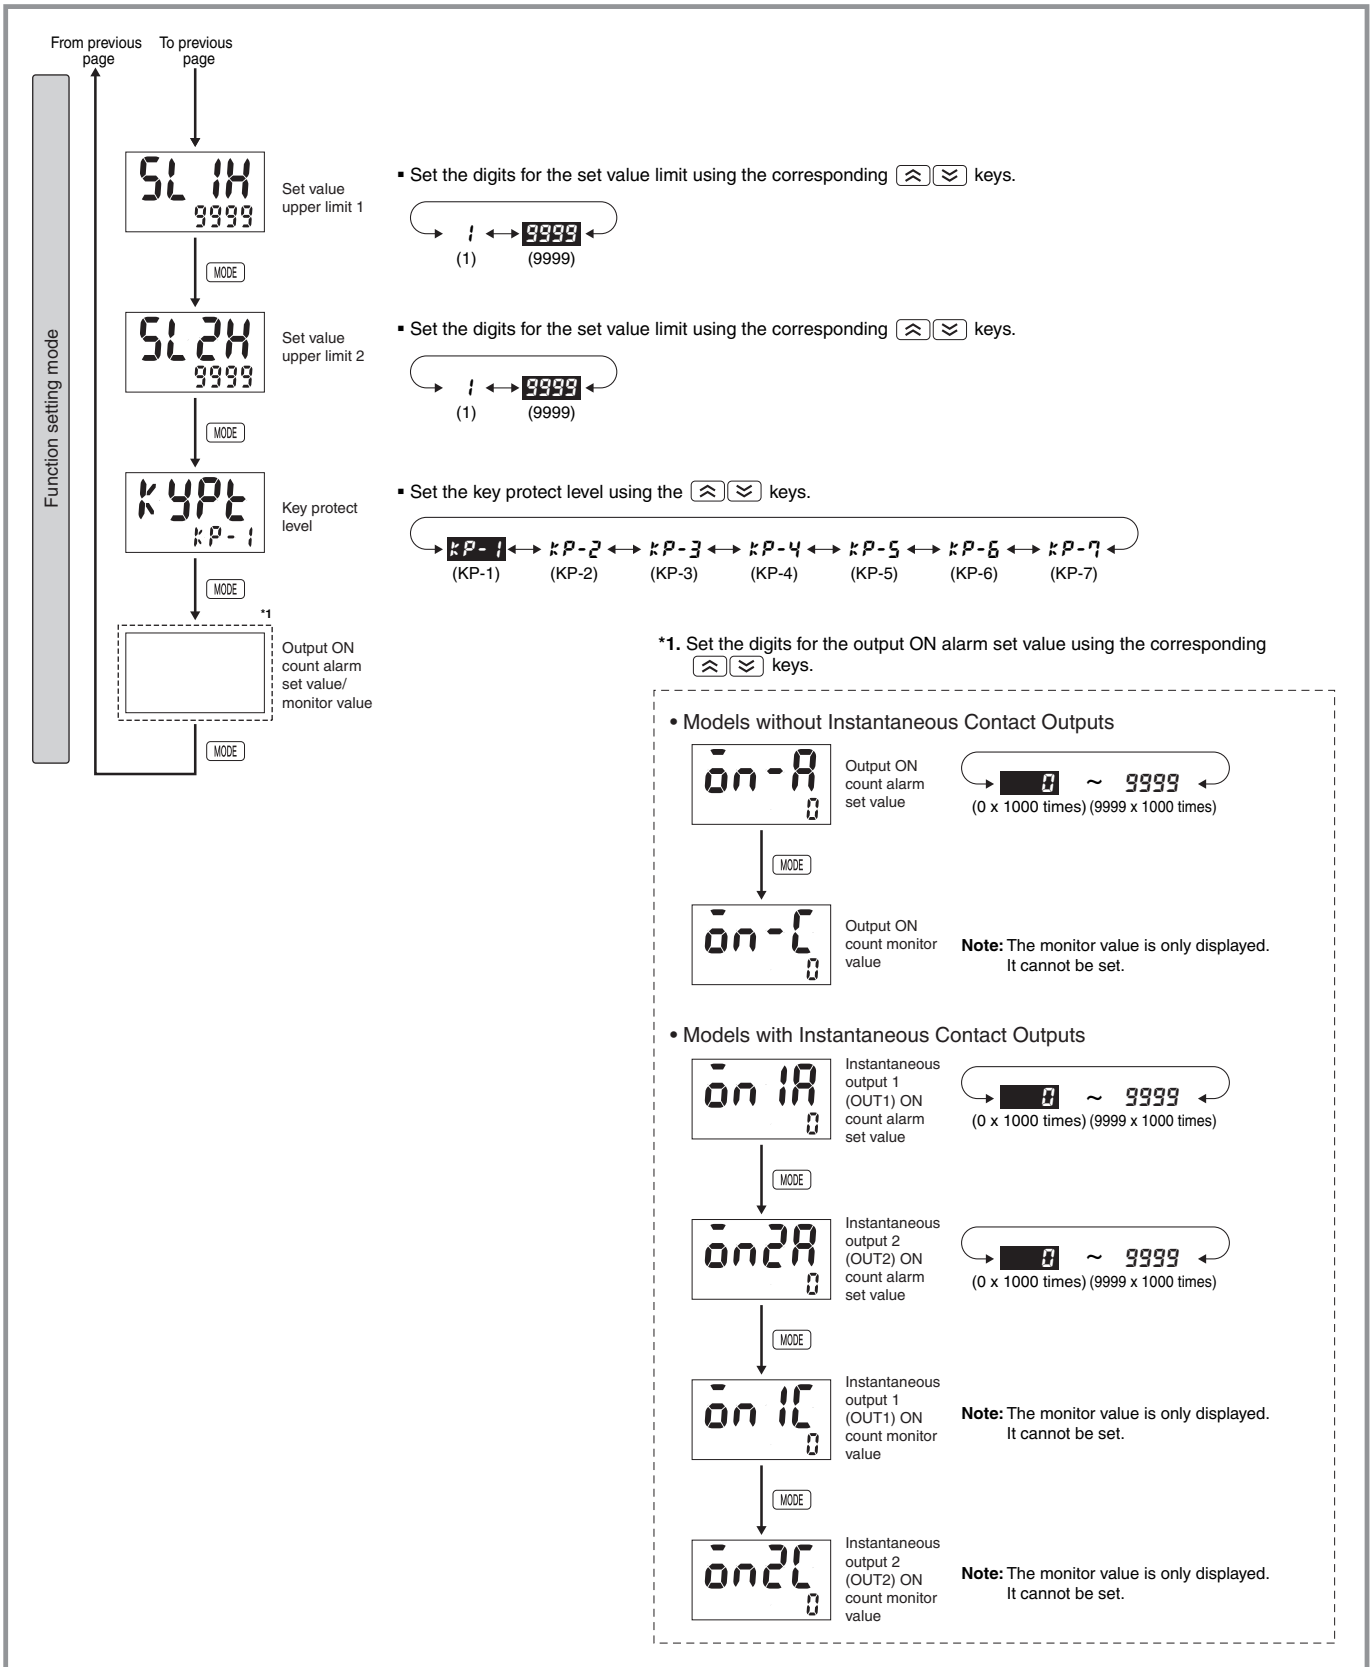 From previous page
To previous page
Function setting mode
SL 1H
9999
Set value
upper limit 1
▪ Set the digits for the set value limit using the corresponding keys.
1 9999
(1) (9999)
MODE
SL2H
9999
Set value
upper limit 2
▪ Set the digits for the set value limit using the corresponding keys.
1 9999
(1) (9999)
MODE
KYPt
KP-1
Key protect
level
▪ Set the key protect level using the keys.
KP-1 KP-2 KP-3 KP-4 KP-5 KP-6 KP-7
(KP-1) (KP-2) (KP-3) (KP-4) (KP-5) (KP-6) (KP-7)
MODE
*1
Output ON
count alarm
set value/
monitor value
MODE
*1. Set the digits for the output ON alarm set value using the corresponding
keys.
• Models without Instantaneous Contact Outputs
ōn-A
0
Output ON
count alarm
set value
0 ~ 9999
(0 x 1000 times) (9999 x 1000 times)
MODE
ōn-C
0
Output ON
count monitor
value
Note: The monitor value is only displayed.
It cannot be set.
• Models with Instantaneous Contact Outputs
ōn 1A
0
Instantaneous
output 1
(OUT1) ON
count alarm
set value
0 ~ 9999
(0 x 1000 times) (9999 x 1000 times)
MODE
ōn2A
0
Instantaneous
output 2
(OUT2) ON
count alarm
set value
0 ~ 9999
(0 x 1000 times) (9999 x 1000 times)
MODE
ōn 1C
0
Instantaneous
output 1
(OUT1) ON
count monitor
value
Note: The monitor value is only displayed.
It cannot be set.
MODE
ōn2C
0
Instantaneous
output 2
(OUT2) ON
count monitor
value
Note: The monitor value is only displayed.
It cannot be set.